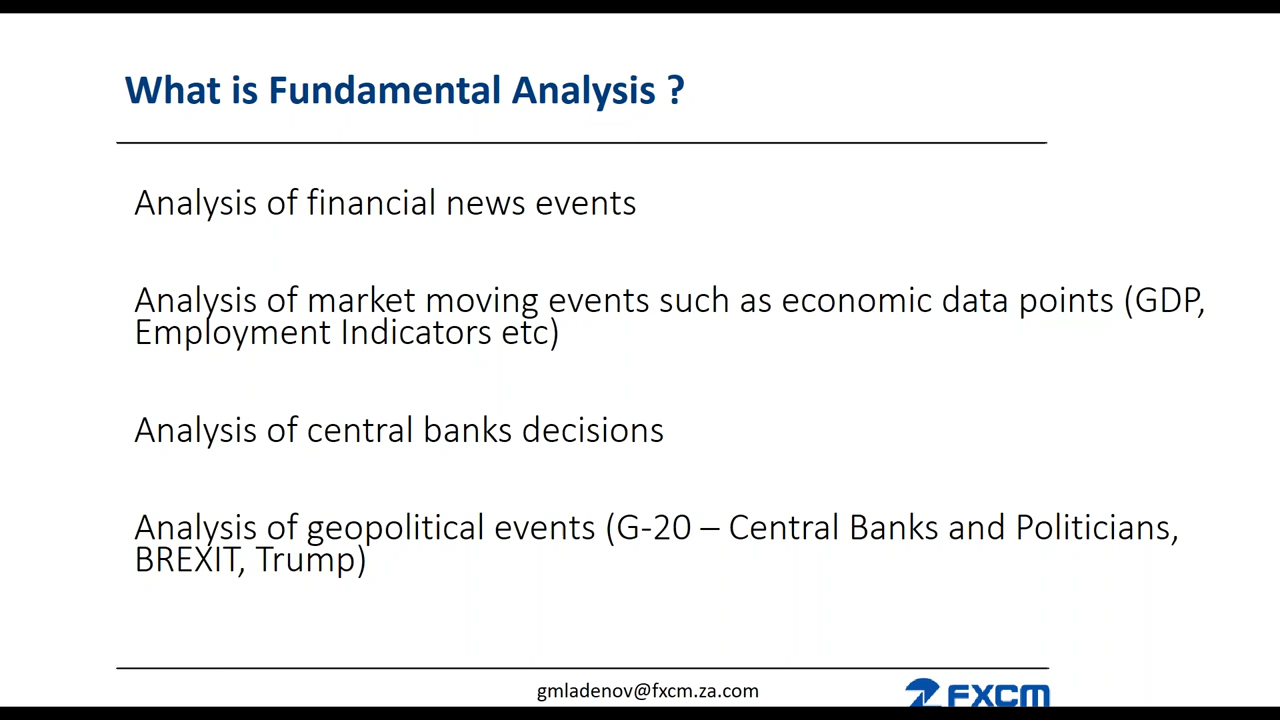 What is Fundamental Analysis ?
Analysis of financial news events
Analysis of market moving events such as economic data points (GDP,
Employment Indicators etc)
Analysis of central banks decisions
Analysis of geopolitical events (G-20 – Central Banks and Politicians,
BREXIT, Trump)
gmladenov@fxcm.za.com
FXCM